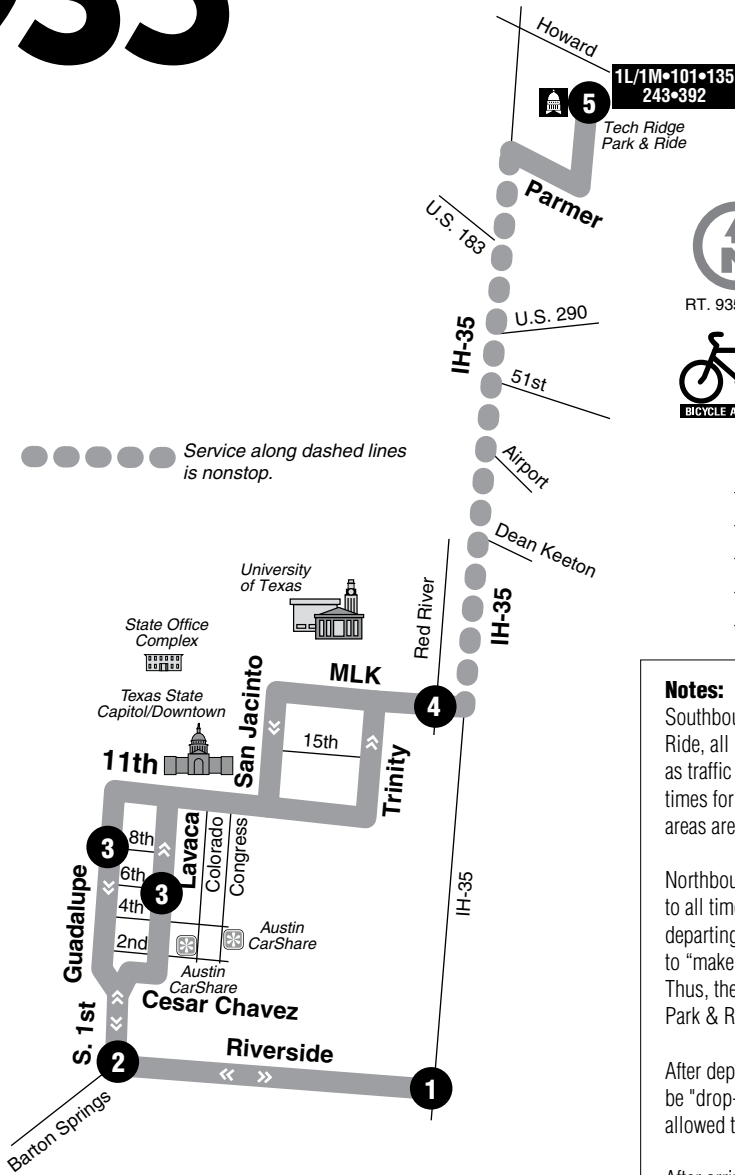 935
Howard
1L/1M•101•135
243•392
5
Tech Ridge
Park & Ride
Parmer
U.S. 183
N
RT. 935
U.S. 290
IH-35
51st
BICYCLE A
Service along dashed lines
is nonstop.
Airport
Dean Keeton
University
of Texas
Red River
IH-35
State Office
Complex
MLK
Texas State
Capitol/Downtown
San Jacinto
4
15th
11th
Trinity
3
8th
Lavaca
Colorado
Congress
6th
3
Guadalupe
4th
2nd
Austin
CarShare
Austin
CarShare
IH-35
Cesar Chavez
S. 1st
Riverside
2
1
Barton Springs
Notes:
Southbou
Ride, all
as traffic
times for
areas are
Northbou
to all time
departing
to “make
Thus, the
Park & R
After dep
be "drop-
allowed t